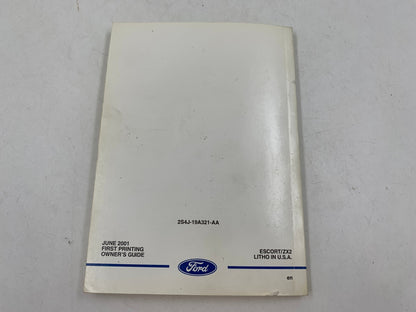 2S4J-19A321-AA
JUNE 2001
FIRST PRINTING
OWNER'S GUIDE
ESCORT/ZX2
LITHO IN U.S.A.
Ford
en